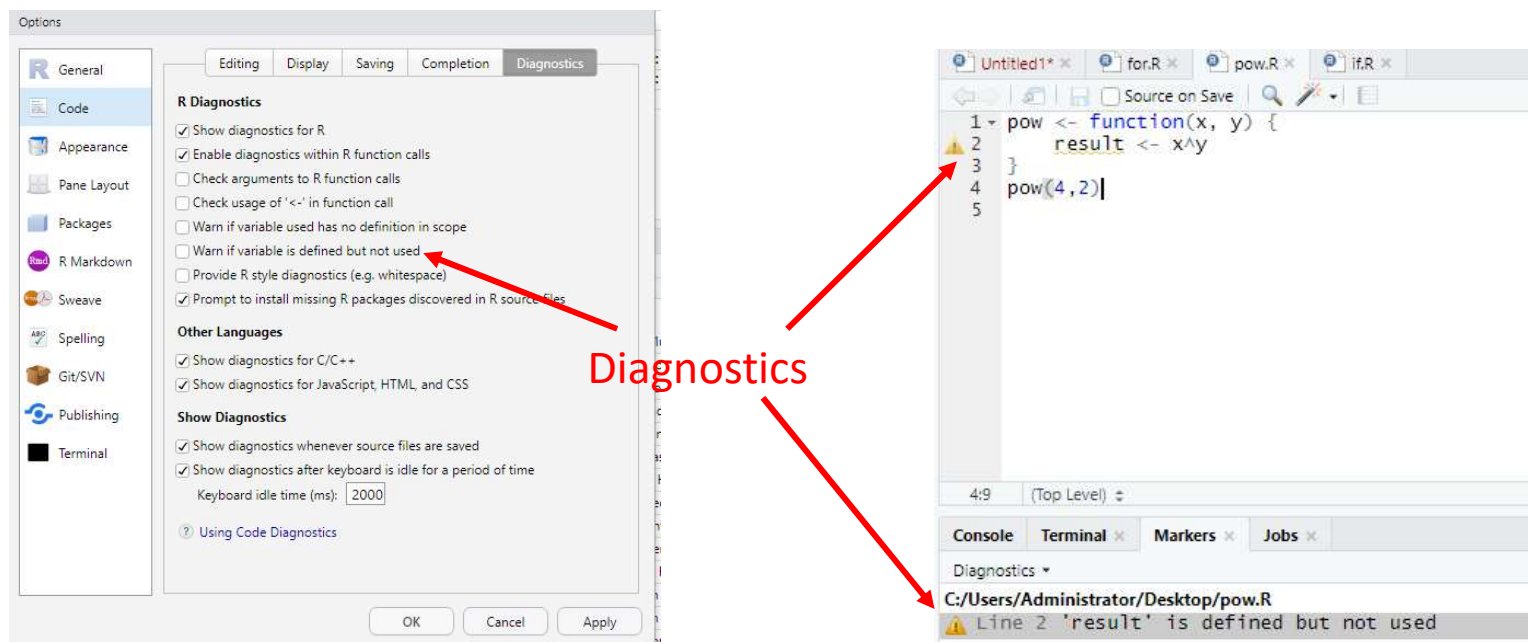 Options
General
Code
Appearance
Pane Layout
Packages
Rmd R Markdown
Sweave
ABC Spelling
Git/SVN
Publishing
Terminal
Editing Display Saving Completion Diagnostics
R Diagnostics
Show diagnostics for R
Enable diagnostics within R function calls
Check arguments to R function calls
Check usage of '<-' in function call
Warn if variable used has no definition in scope
Warn if variable is defined but not used
Provide R style diagnostics (e.g. whitespace)
Prompt to install missing R packages discovered in R source files
Other Languages
Show diagnostics for C/C++
Show diagnostics for JavaScript, HTML, and CSS
Show Diagnostics
Show diagnostics whenever source files are saved
Show diagnostics after keyboard is idle for a period of time
Keyboard idle time (ms): 2000
? Using Code Diagnostics
OK Cancel Apply
Diagnostics
Untitled1* × for.R × pow.R × if.R ×
Source on Save
1 pow <- function(x, y) {
2 result <- x^y
3 }
4 pow(4,2)
5
4:9 (Top Level)
Console Terminal × Markers × Jobs ×
Diagnostics
C:/Users/Administrator/Desktop/pow.R
Line 2 'result' is defined but not used